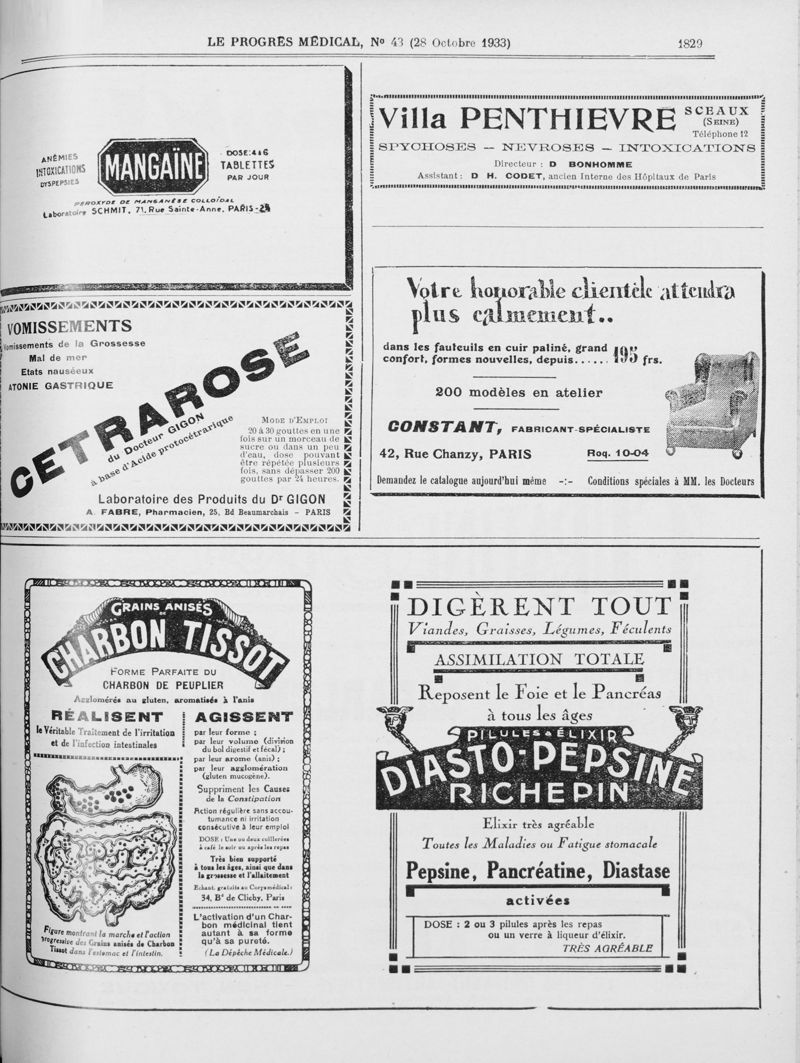 LE PROGRÈS MÉDICAL, Nº 43 (28 Octobre 1933)
1829
ANÉMIES
INTOXICATIONS
DYSPEPSIES
MANGAÏNE
DOSE: 4 à 6
TABLETTES
PAR JOUR
PEROXYDE DE MANGANÈSE COLLOÏDAL
Laboratoire SCHMIT, 71, Rue Sainte-Anne, PARIS-2e
Villa PENTHIEVRE SCEAUX
(SEINE)
Téléphone 12
SPYCHOSES — NEVROSES — INTOXICATIONS
Directeur : D BONHOMME
Assistant : D H. CODET, ancien Interne des Hôpitaux de Paris
VOMISSEMENTS
Vomissements de la Grossesse
Mal de mer
Etats nauséeux
ATONIE GASTRIQUE
CETRAROSE
du Docteur GIGON
à base d'Acide protocétrarique
MODE D'EMPLOI
20 à 30 gouttes en une
fois sur un morceau de
sucre ou dans un peu
d'eau, dose pouvant
être répétée plusieurs
fois, sans dépasser 200
gouttes par 24 heures.
Laboratoire des Produits du Dr GIGON
A. FABRE, Pharmacien, 25, Bd Beaumarchais – PARIS
Votre honorable clientèle attendra
plus calmement..
dans les fauteuils en cuir patiné, grand
confort, formes nouvelles, depuis...... 195 frs.
200 modèles en atelier
CONSTANT, FABRICANT-SPÉCIALISTE
42, Rue Chanzy, PARIS Roq. 10-04
Demandez le catalogue aujourd'hui même -:- Conditions spéciales à MM. les Docteurs
GRAINS ANISÉS
DE
CHARBON TISSOT
FORME PARFAITE DU
CHARBON DE PEUPLIER
Agglomérés au gluten, aromatisés à l'anis
RÉALISENT
le Véritable Traitement de l'irritation
et de l'infection intestinales
Figure montrant la marche et l'action
progressive des Grains anisés de Charbon
Tissot dans l'estomac et l'intestin.
AGISSENT
par leur forme ;
par leur volume (division
du bol digestif et fécal) ;
par leur arome (anis) ;
par leur agglomération
(gluten mucogène).
Suppriment les Causes
de la Constipation
Action régulière sans accou-
tumance ni irritation
consécutive à leur emploi
DOSE : Une ou deux cuillerées
à café le soir ou après les repas
Très bien supporté
à tous les âges, ainsi que dans
la grossesse et l'allaitement
Echant. gratuits au Corps médical :
34, Bd de Clichy, Paris
L'activation d'un Char-
bon médicinal tient
autant à sa forme
qu'à sa pureté.
(La Dépêche Médicale.)
DIGÈRENT TOUT
Viandes, Graisses, Légumes, Féculents
ASSIMILATION TOTALE
Reposent le Foie et le Pancréas
à tous les âges
PILULES & ÉLIXIR
DIASTO-PEPSINE
RICHEPIN
Elixir très agréable
Toutes les Maladies ou Fatigue stomacale
Pepsine, Pancréatine, Diastase
activées
DOSE : 2 ou 3 pilules après les repas
ou un verre à liqueur d'élixir.
TRÈS AGRÉABLE